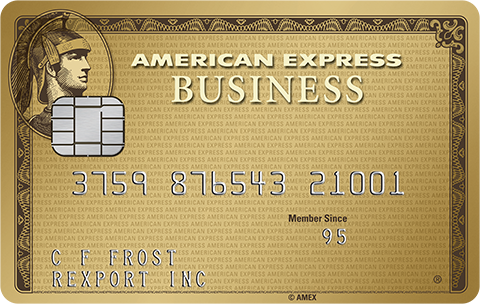 AMERICAN EXPRESS
BUSINESS
3759 876543 21001
Member Since
95
C F FROST
REXPORT INC
®
© AMEX